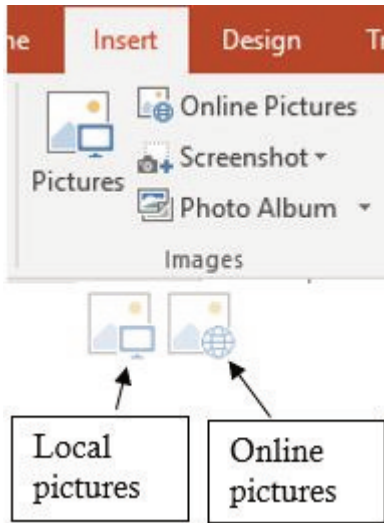 ne Insert Design Tr
Online Pictures
Screenshot
Pictures
Photo Album
Images
Local
pictures
Online
pictures